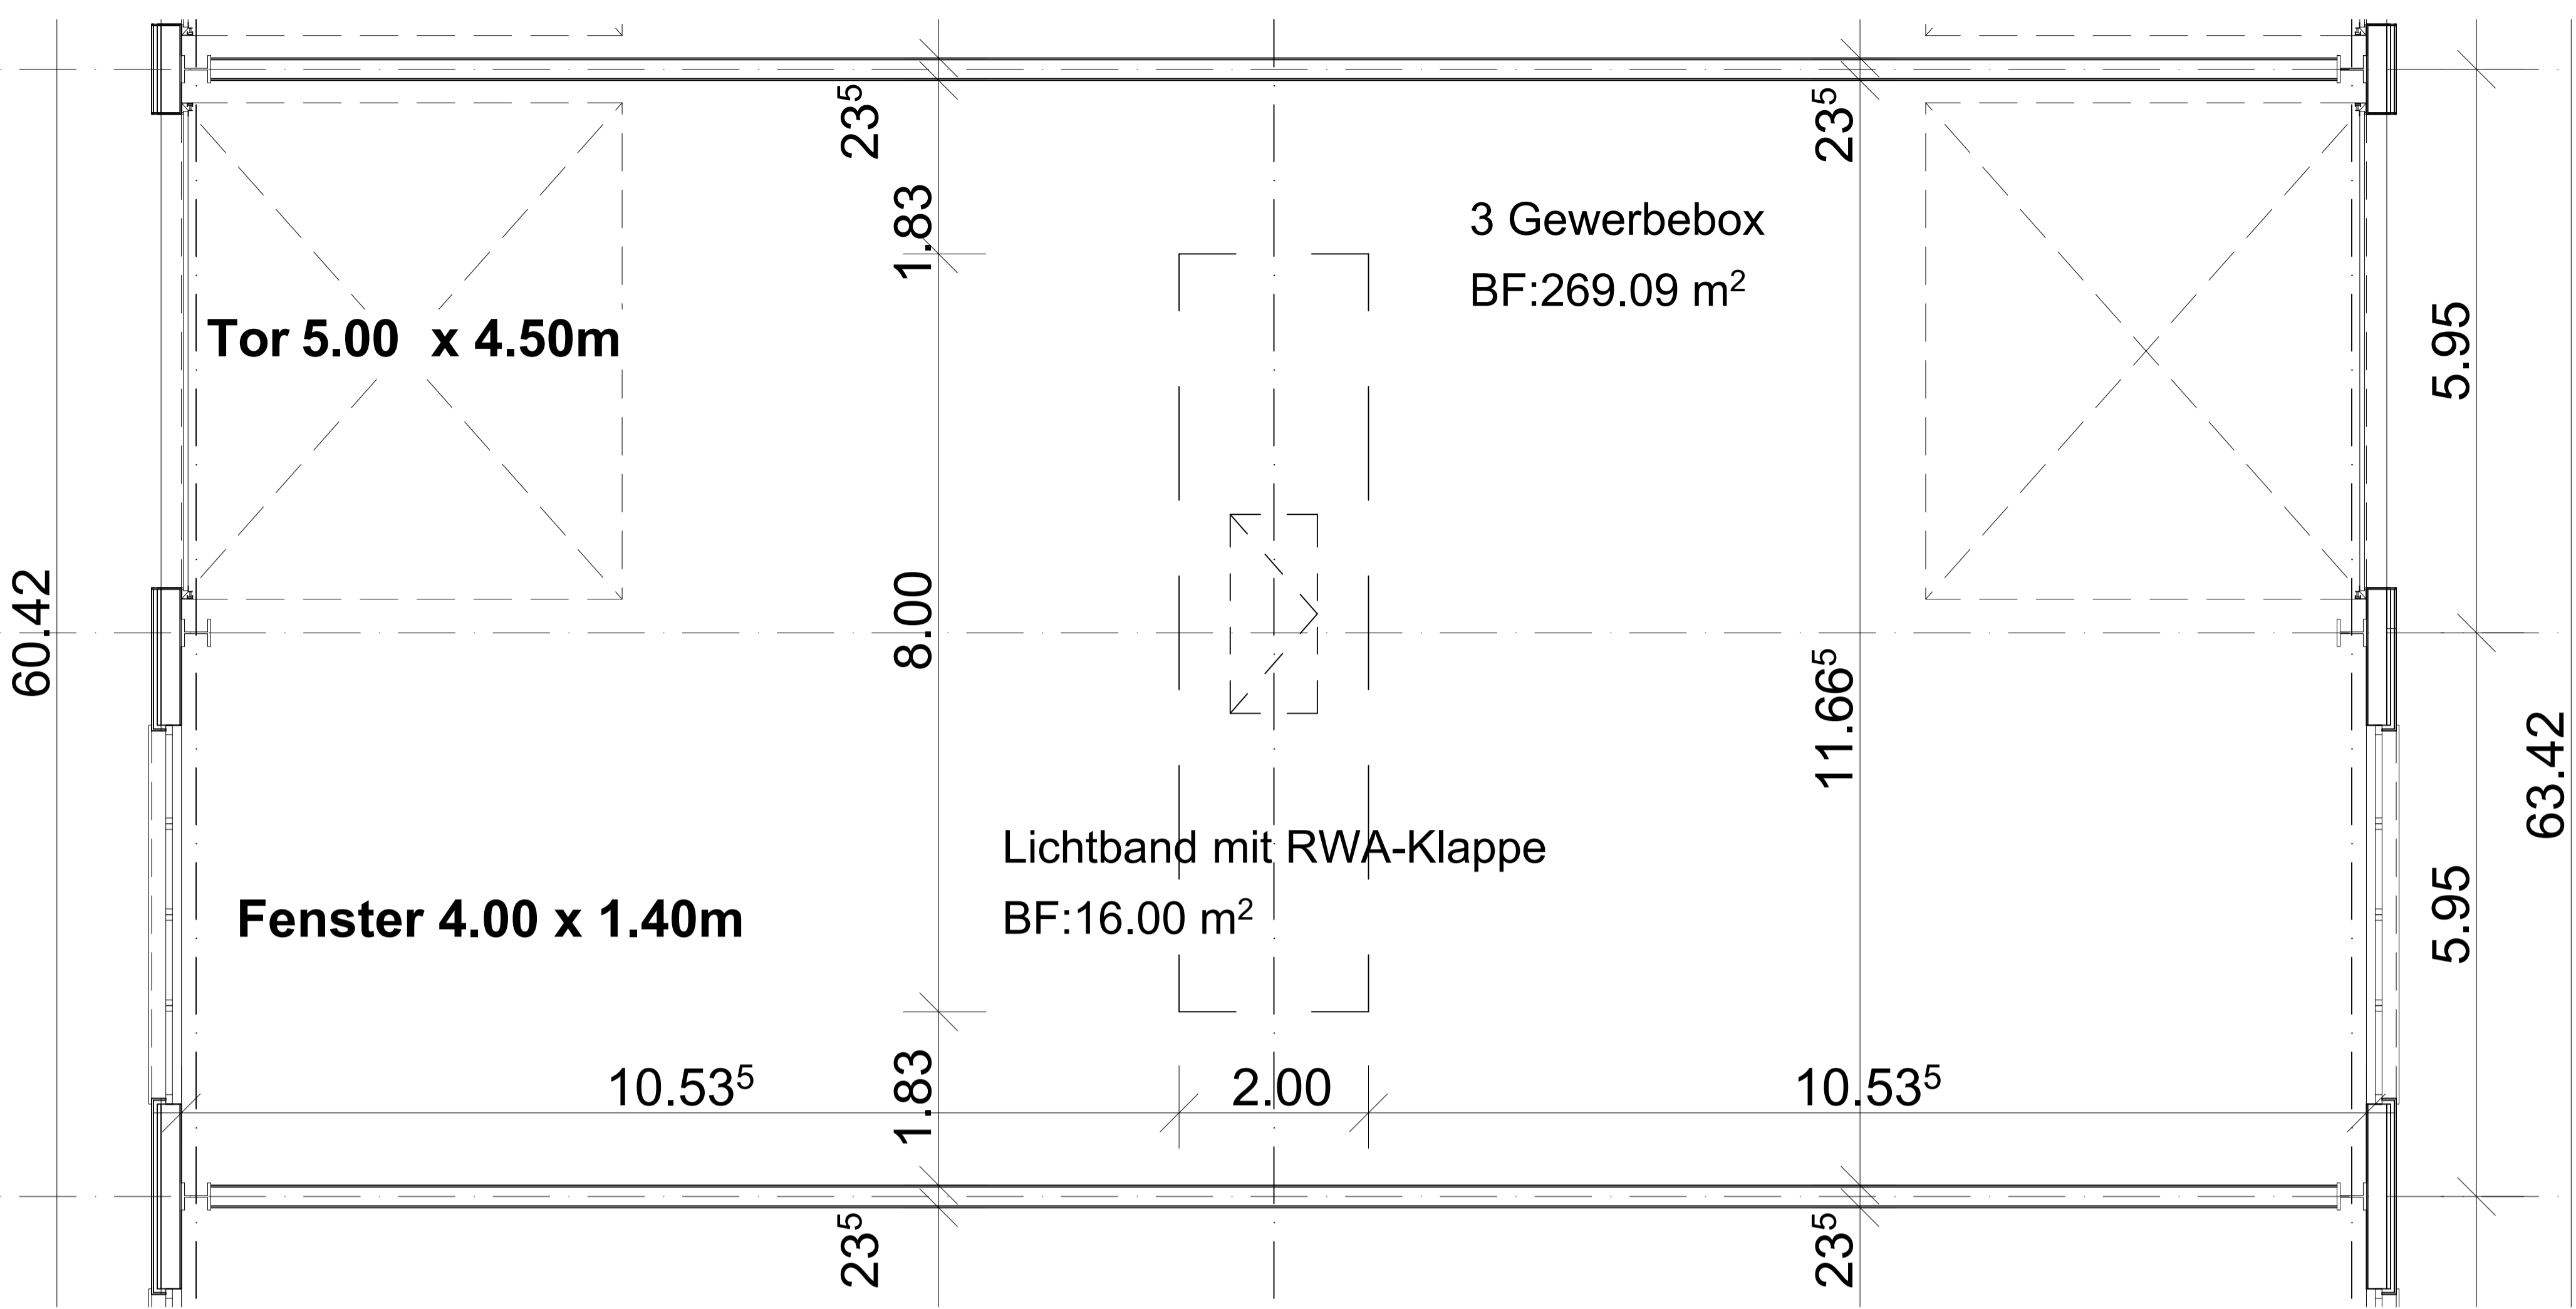 23⁵
23⁵
1.83
3 Gewerbebox
BF:269.09 m²
Tor 5.00 x 4.50m
5.95
60.42
8.00
11.66⁵
63.42
Lichtband mit RWA-Klappe
BF:16.00 m²
Fenster 4.00 x 1.40m
5.95
10.53⁵
1.83
2.00
10.53⁵
23⁵
23⁵